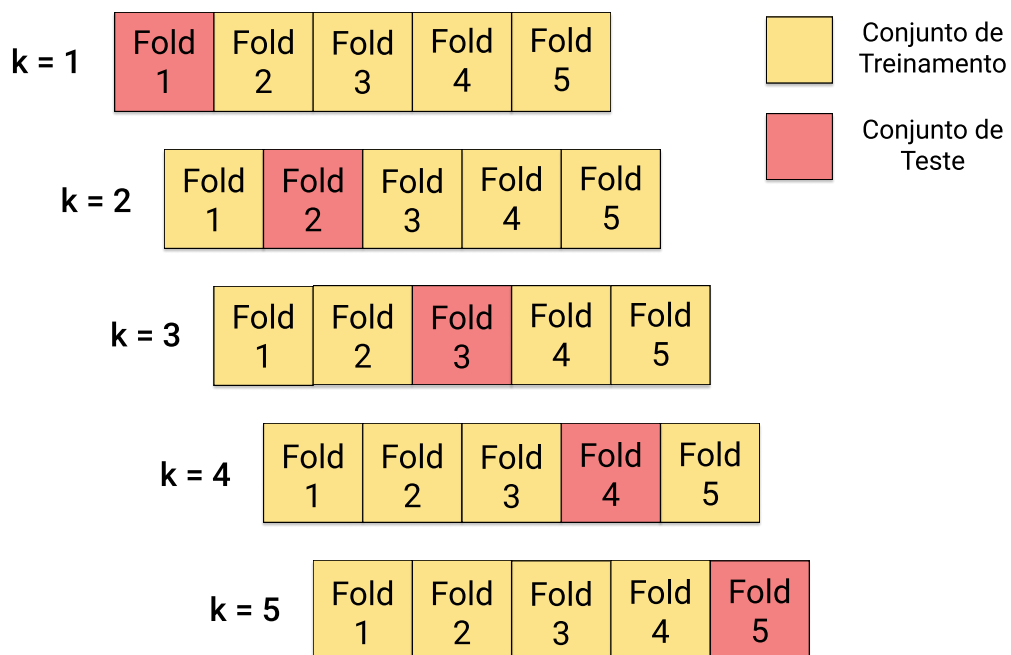 k = 1
Fold Fold Fold Fold Fold
1 2 3 4 5
Conjunto de
Treinamento
Conjunto de
Teste
k = 2
Fold Fold Fold Fold Fold
1 2 3 4 5
k = 3
Fold Fold Fold Fold Fold
1 2 3 4 5
k = 4
Fold Fold Fold Fold Fold
1 2 3 4 5
k = 5
Fold Fold Fold Fold Fold
1 2 3 4 5